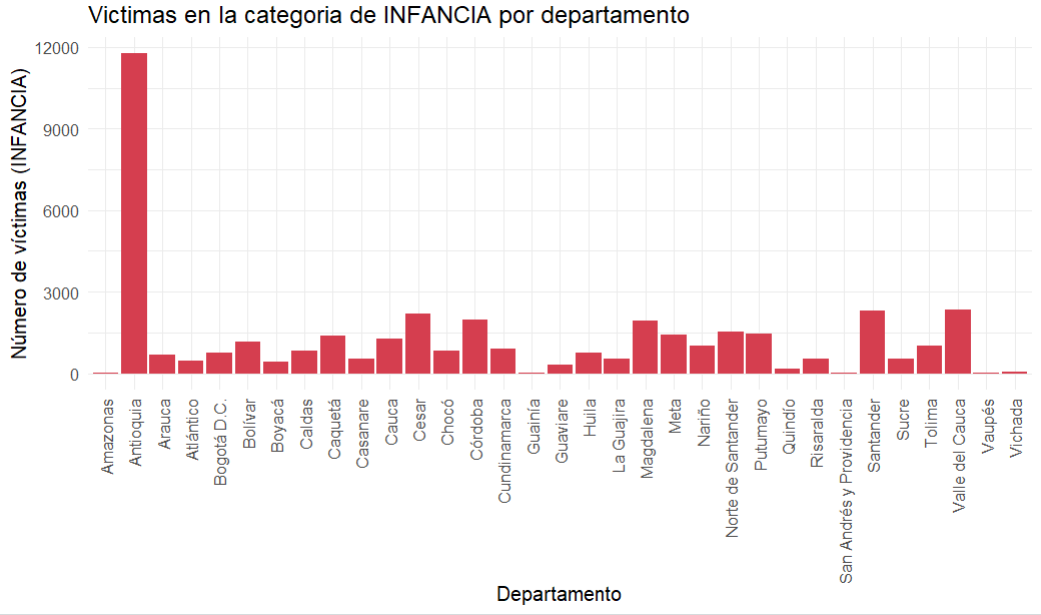 Victimas en la categoria de INFANCIA por departamento
Número de víctimas (INFANCIA)
12000
9000
6000
3000
0
Amazonas
Antioquia
Arauca
Atlántico
Bogotá D.C.
Bolívar
Boyacá
Caldas
Caquetá
Casanare
Cauca
Cesar
Chocó
Córdoba
Cundinamarca
Guainía
Guaviare
Huila
La Guajira
Magdalena
Meta
Nariño
Norte de Santander
Putumayo
Quindío
Risaralda
San Andrés y Providencia
Santander
Sucre
Tolima
Valle del Cauca
Vaupés
Vichada
Departamento